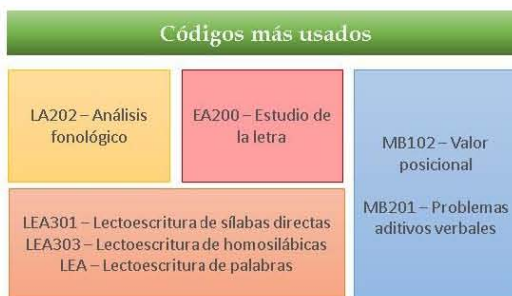 Códigos más usados
LA202 – Análisis
fonológico
EA200 – Estudio de
la letra
MB102 – Valor
posicional
MB201 – Problemas
aditivos verbales
LEA301 – Lectoescritura de sílabas directas
LEA303 – Lectoescritura de homosilábicas
LEA – Lectoescritura de palabras